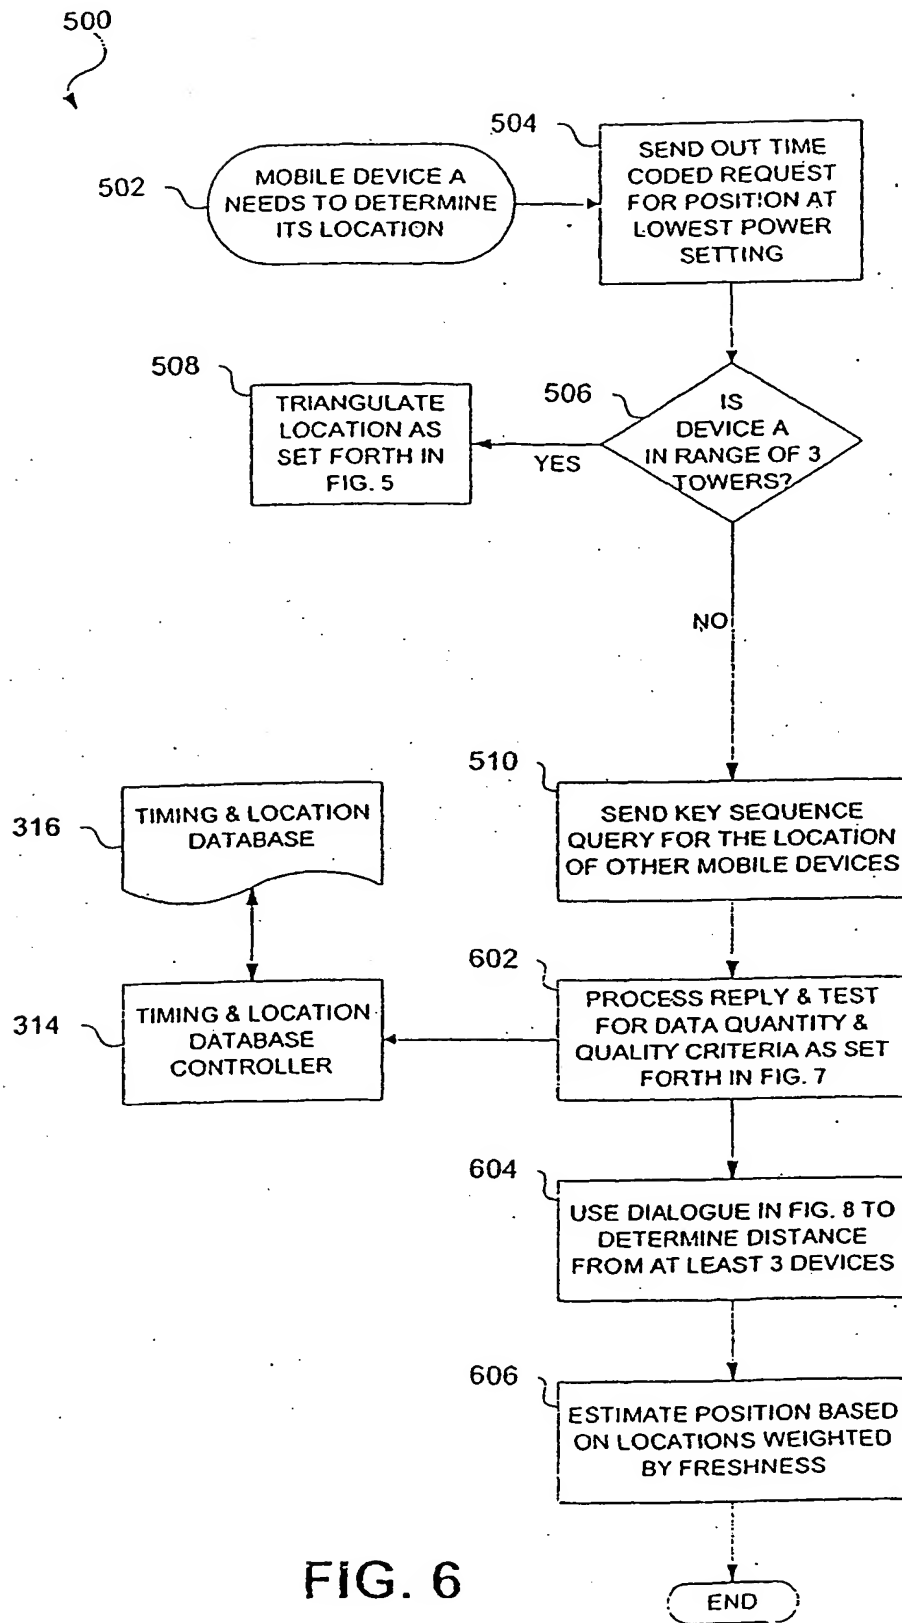 500
502
MOBILE DEVICE A
NEEDS TO DETERMINE
ITS LOCATION
504
SEND OUT TIME
CODED REQUEST
FOR POSITION AT
LOWEST POWER
SETTING
506
IS
DEVICE A
IN RANGE OF 3
TOWERS?
YES
508
TRIANGULATE
LOCATION AS
SET FORTH IN
FIG. 5
NO
510
SEND KEY SEQUENCE
QUERY FOR THE LOCATION
OF OTHER MOBILE DEVICES
316
TIMING & LOCATION
DATABASE
602
PROCESS REPLY & TEST
FOR DATA QUANTITY &
QUALITY CRITERIA AS SET
FORTH IN FIG. 7
314
TIMING & LOCATION
DATABASE
CONTROLLER
604
USE DIALOGUE IN FIG. 8 TO
DETERMINE DISTANCE
FROM AT LEAST 3 DEVICES
606
ESTIMATE POSITION BASED
ON LOCATIONS WEIGHTED
BY FRESHNESS
END
FIG. 6